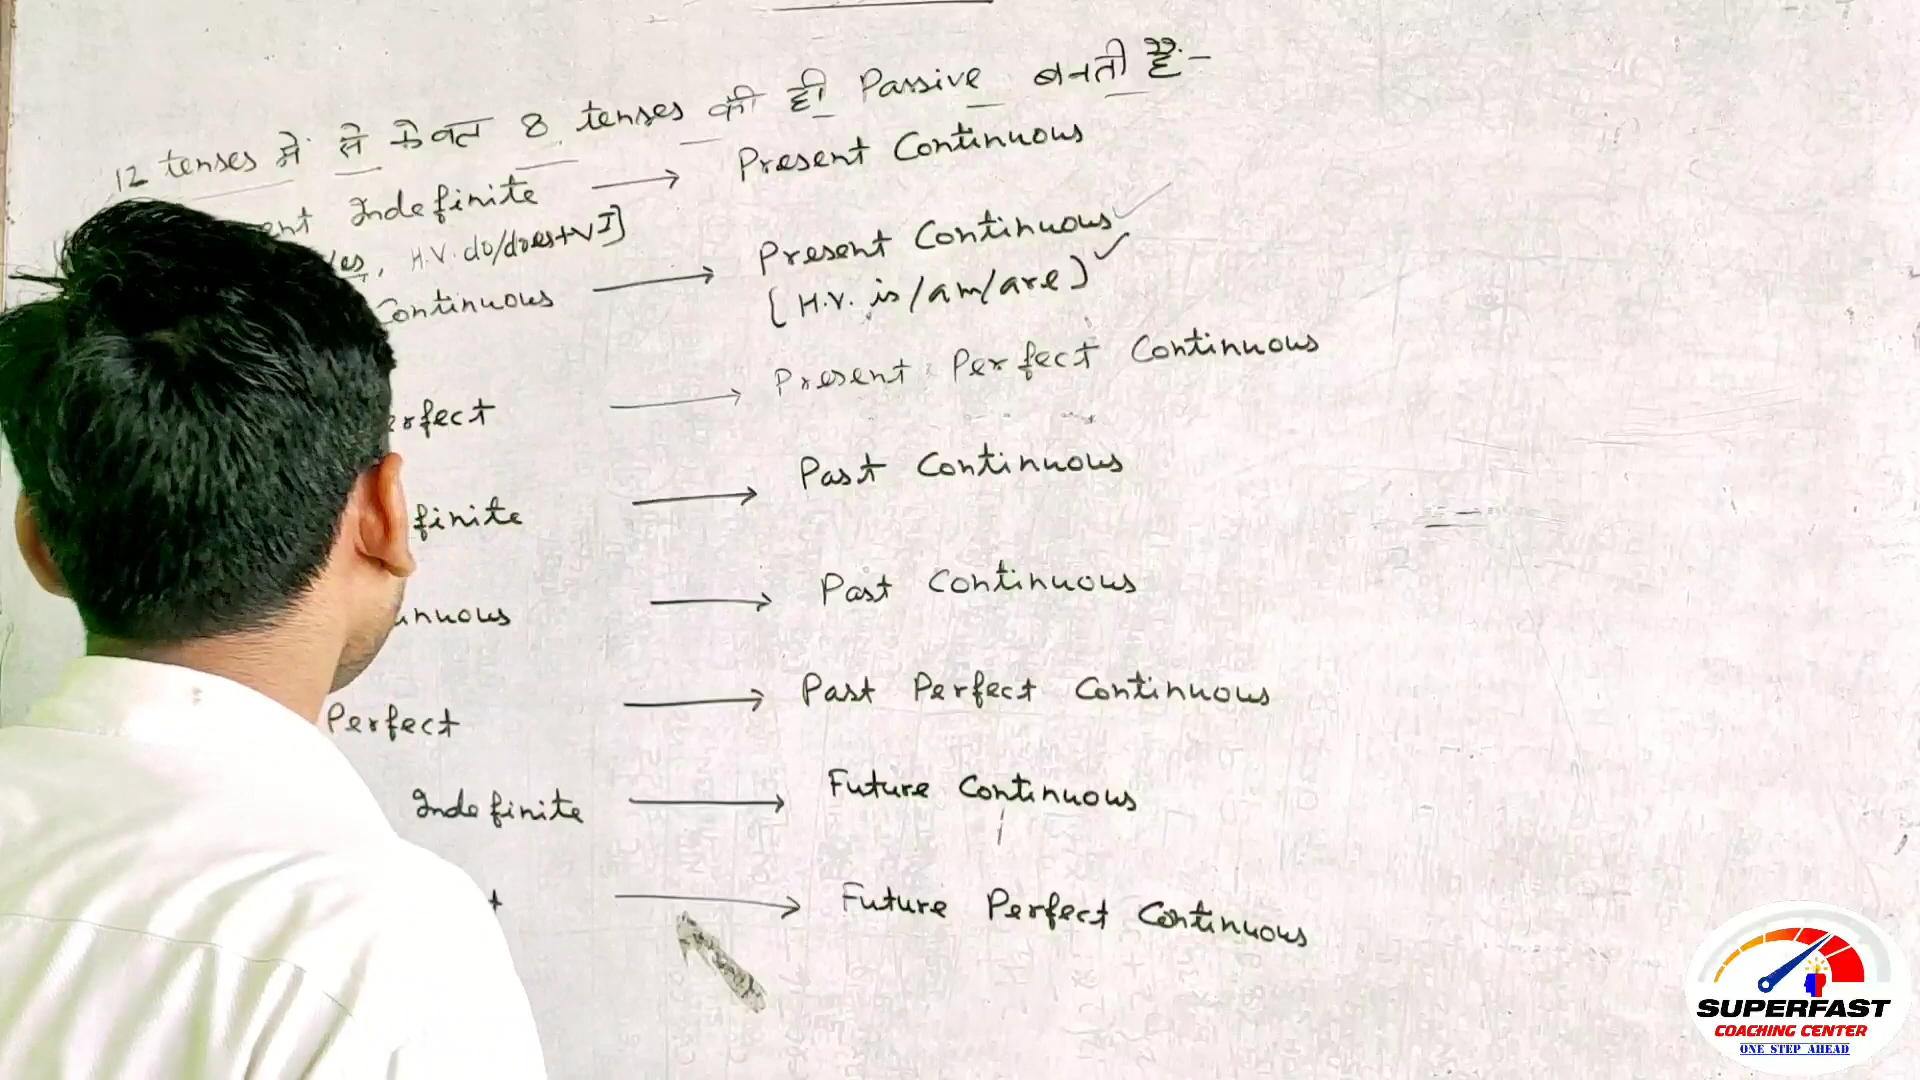 12 tenses में से केवल 8 tenses की ही Passive बनती हैं:-
Indefinite → Present Continuous
es, H.V. do/does+VI]
Continuous → Present Continuous ✓
[H.V. is/am/are] ✓
→ Present Perfect Continuous
→ Past Continuous
→ Past Continuous
Perfect → Past Perfect Continuous
Indefinite → Future Continuous
→ Future Perfect Continuous
SUPERFAST
COACHING CENTER
ONE STEP AHEAD